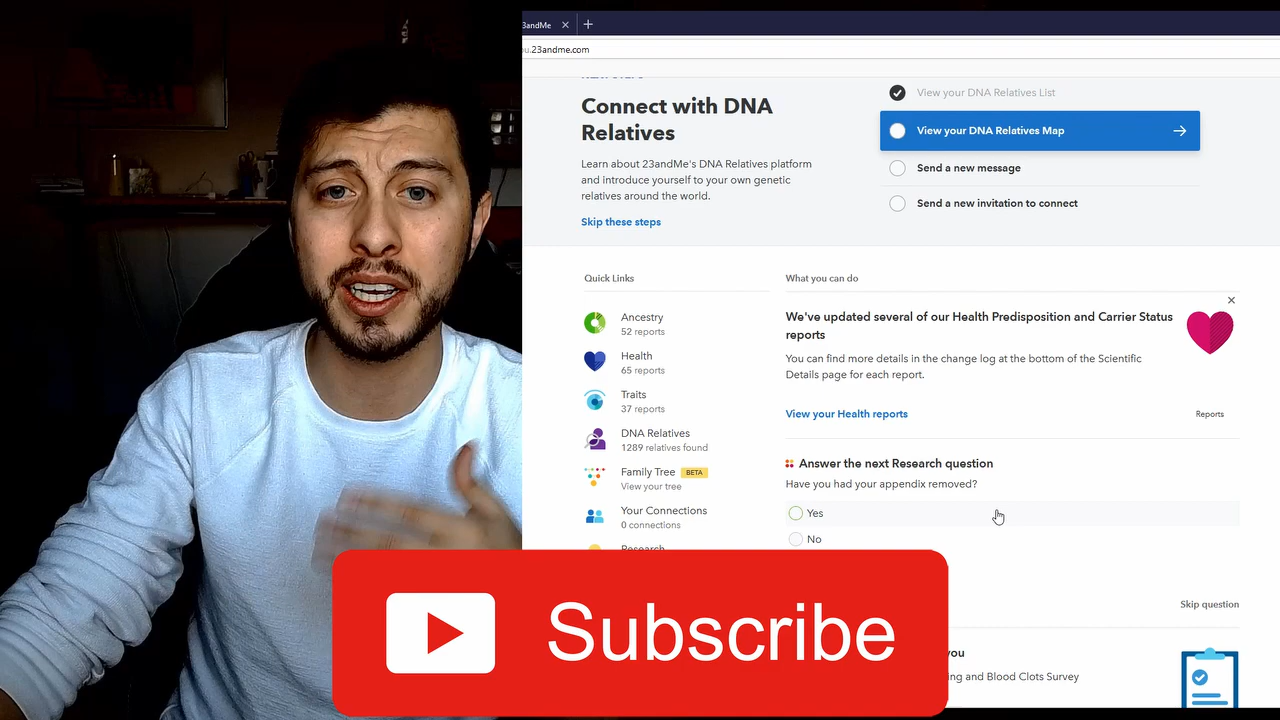 3andMe
u.23andme.com
Connect with DNA
Relatives
Learn about 23andMe's DNA Relatives platform
and introduce yourself to your own genetic
relatives around the world.
Skip these steps
View your DNA Relatives List
View your DNA Relatives Map
Send a new message
Send a new invitation to connect
Quick Links
Ancestry
52 reports
Health
65 reports
Traits
37 reports
DNA Relatives
1289 relatives found
Family Tree BETA
View your tree
Your Connections
0 connections
Research
What you can do
We've updated several of our Health Predisposition and Carrier Status
reports
You can find more details in the change log at the bottom of the Scientific
Details page for each report.
View your Health reports
Reports
Answer the next Research question
Have you had your appendix removed?
Yes
No
Skip question
you
ing and Blood Clots Survey
Subscribe